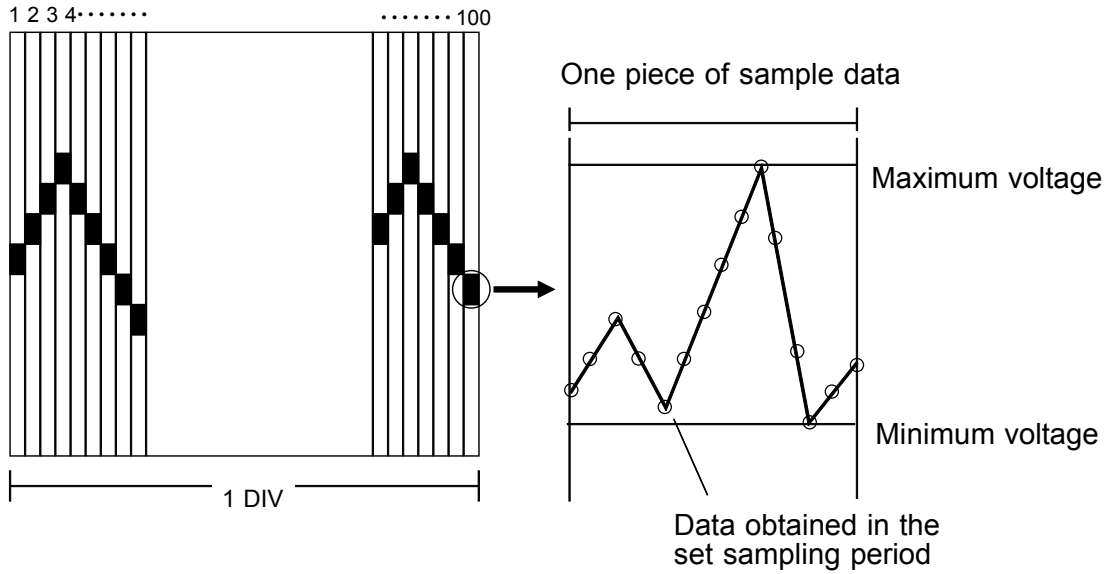 1 2 3 4 ······· ······· 100
One piece of sample data
Maximum voltage
Minimum voltage
1 DIV
Data obtained in the
set sampling period